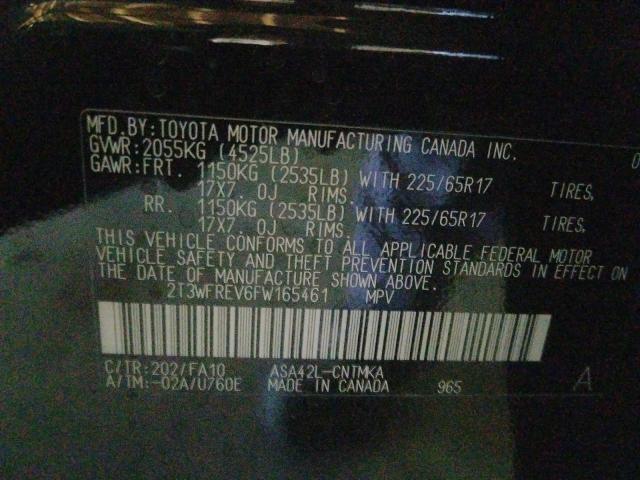 MFD.BY:TOYOTA MOTOR MANUFACTURING CANADA INC.
GVWR:2055KG (4525LB)
GAWR:FRT. 1150KG (2535LB) WITH 225/65R17 TIRES,
17X7.0J RIMS.
RR. 1150KG (2535LB) WITH 225/65R17 TIRES,
17X7.0J RIMS.
THIS VEHICLE CONFORMS TO ALL APPLICABLE FEDERAL MOTOR
VEHICLE SAFETY AND THEFT PREVENTION STANDARDS IN EFFECT ON
THE DATE OF MANUFACTURE SHOWN ABOVE.
2T3WFREV6FW165461 MPV
C/TR:202/FA10 ASA42L-CNTMKA
A/TM:-02A/U760E MADE IN CANADA 965 A